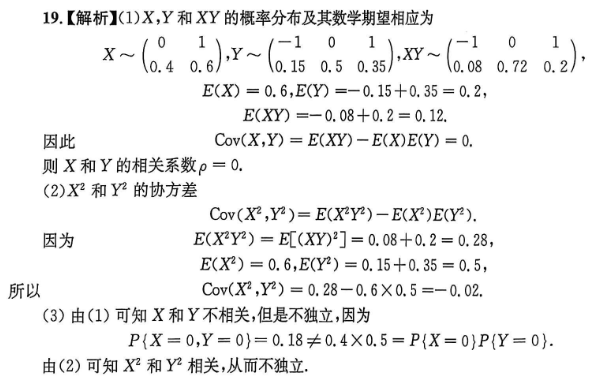 19.【解析】(1)X,Y 和 XY 的概率分布及其数学期望相应为
X～(0 1
0.4 0.6),Y～(−1 0 1
0.15 0.5 0.35),XY～(−1 0 1
0.08 0.72 0.2),
E(X) = 0.6,E(Y) =− 0.15+0.35 = 0.2,
E(XY) =− 0.08+0.2 = 0.12.
因此 Cov(X,Y) = E(XY)−E(X)E(Y) = 0.
则 X 和 Y 的相关系数 ρ = 0.
(2)X² 和 Y² 的协方差
Cov(X²,Y²) = E(X²Y²)−E(X²)E(Y²).
因为 E(X²Y²) = E[(XY)²] = 0.08+0.2 = 0.28,
E(X²) = 0.6,E(Y²) = 0.15+0.35 = 0.5,
所以 Cov(X²,Y²) = 0.28−0.6×0.5 =− 0.02.
(3) 由(1) 可知 X 和 Y 不相关,但是不独立,因为
P{X = 0,Y = 0} = 0.18 ≠ 0.4×0.5 = P{X = 0}P{Y = 0}.
由(2) 可知 X² 和 Y² 相关,从而不独立.